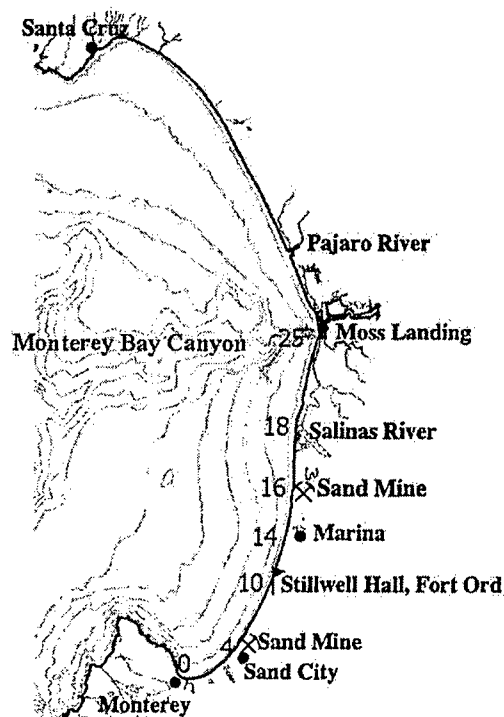 Santa Cruz
Pajaro River
25 Moss Landing
Monterey Bay Canyon
18 Salinas River
16 Sand Mine
14 Marina
10 Stillwell Hall, Fort Ord
4 Sand Mine
0 Sand City
Monterey